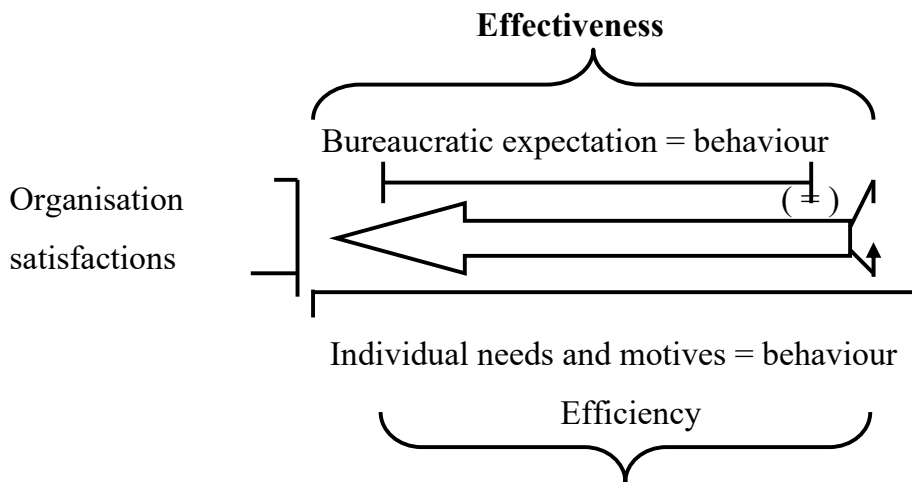 Effectiveness
Bureaucratic expectation = behaviour
( = )
Organisation
satisfactions
Individual needs and motives = behaviour
Efficiency